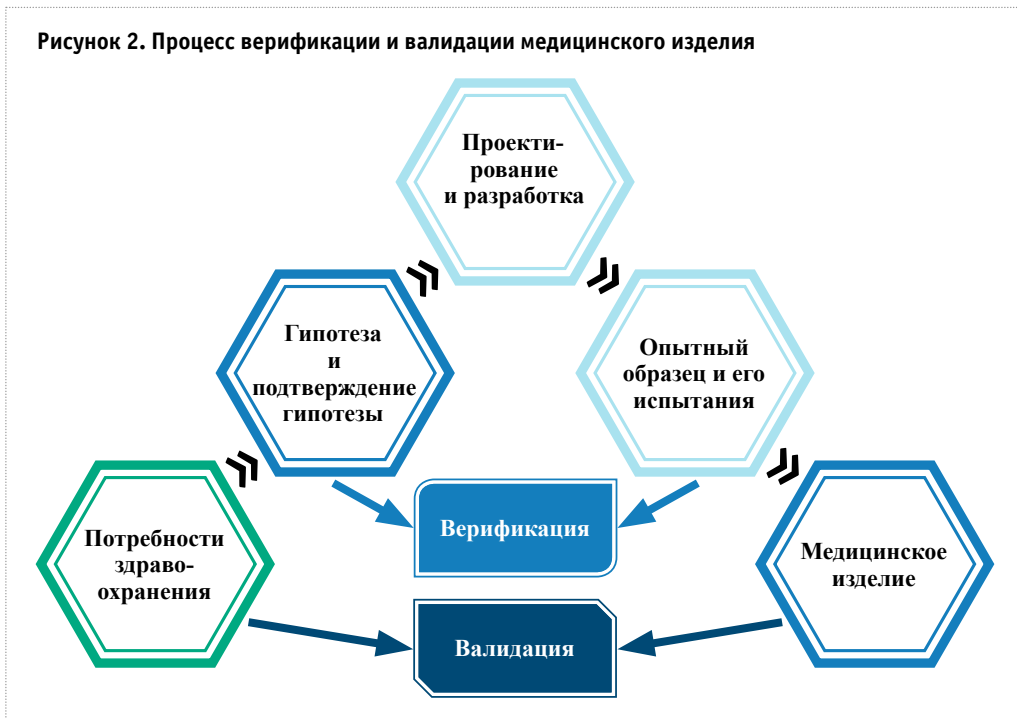 Рисунок 2. Процесс верификации и валидации медицинского изделия
Проекти-
рование
и разработка
Гипотеза
и
подтверждение
гипотезы
Опытный
образец и его
испытания
Потребности
здраво-
охранения
Верификация
Медицинское
изделие
Валидация